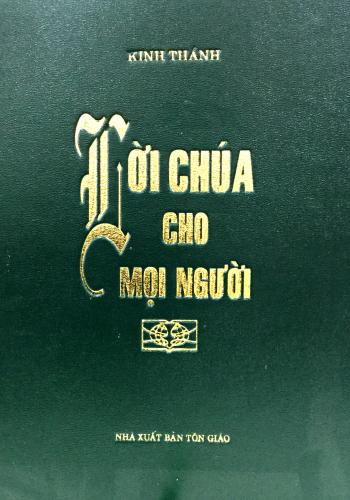 KINH THÁNH
LỜI CHÚA
CHO
MỌI NGƯỜI
NHÀ XUẤT BẢN TÔN GIÁO